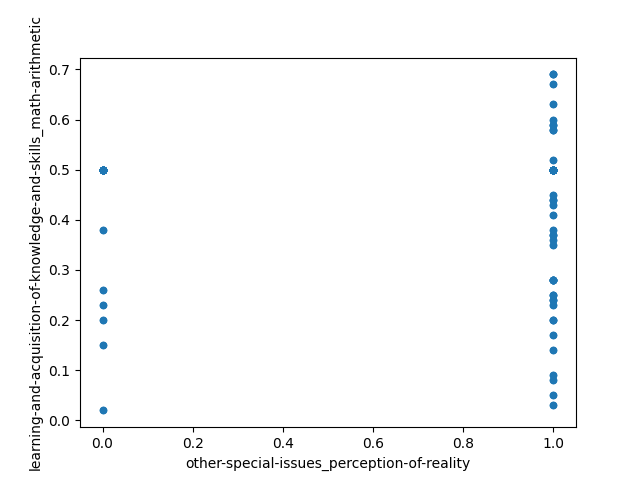 learning-and-acquisition-of-knowledge-and-skills_math-arithmetic
0.7
0.6
0.5
0.4
0.3
0.2
0.1
0.0
0.0 0.2 0.4 0.6 0.8 1.0
other-special-issues_perception-of-reality